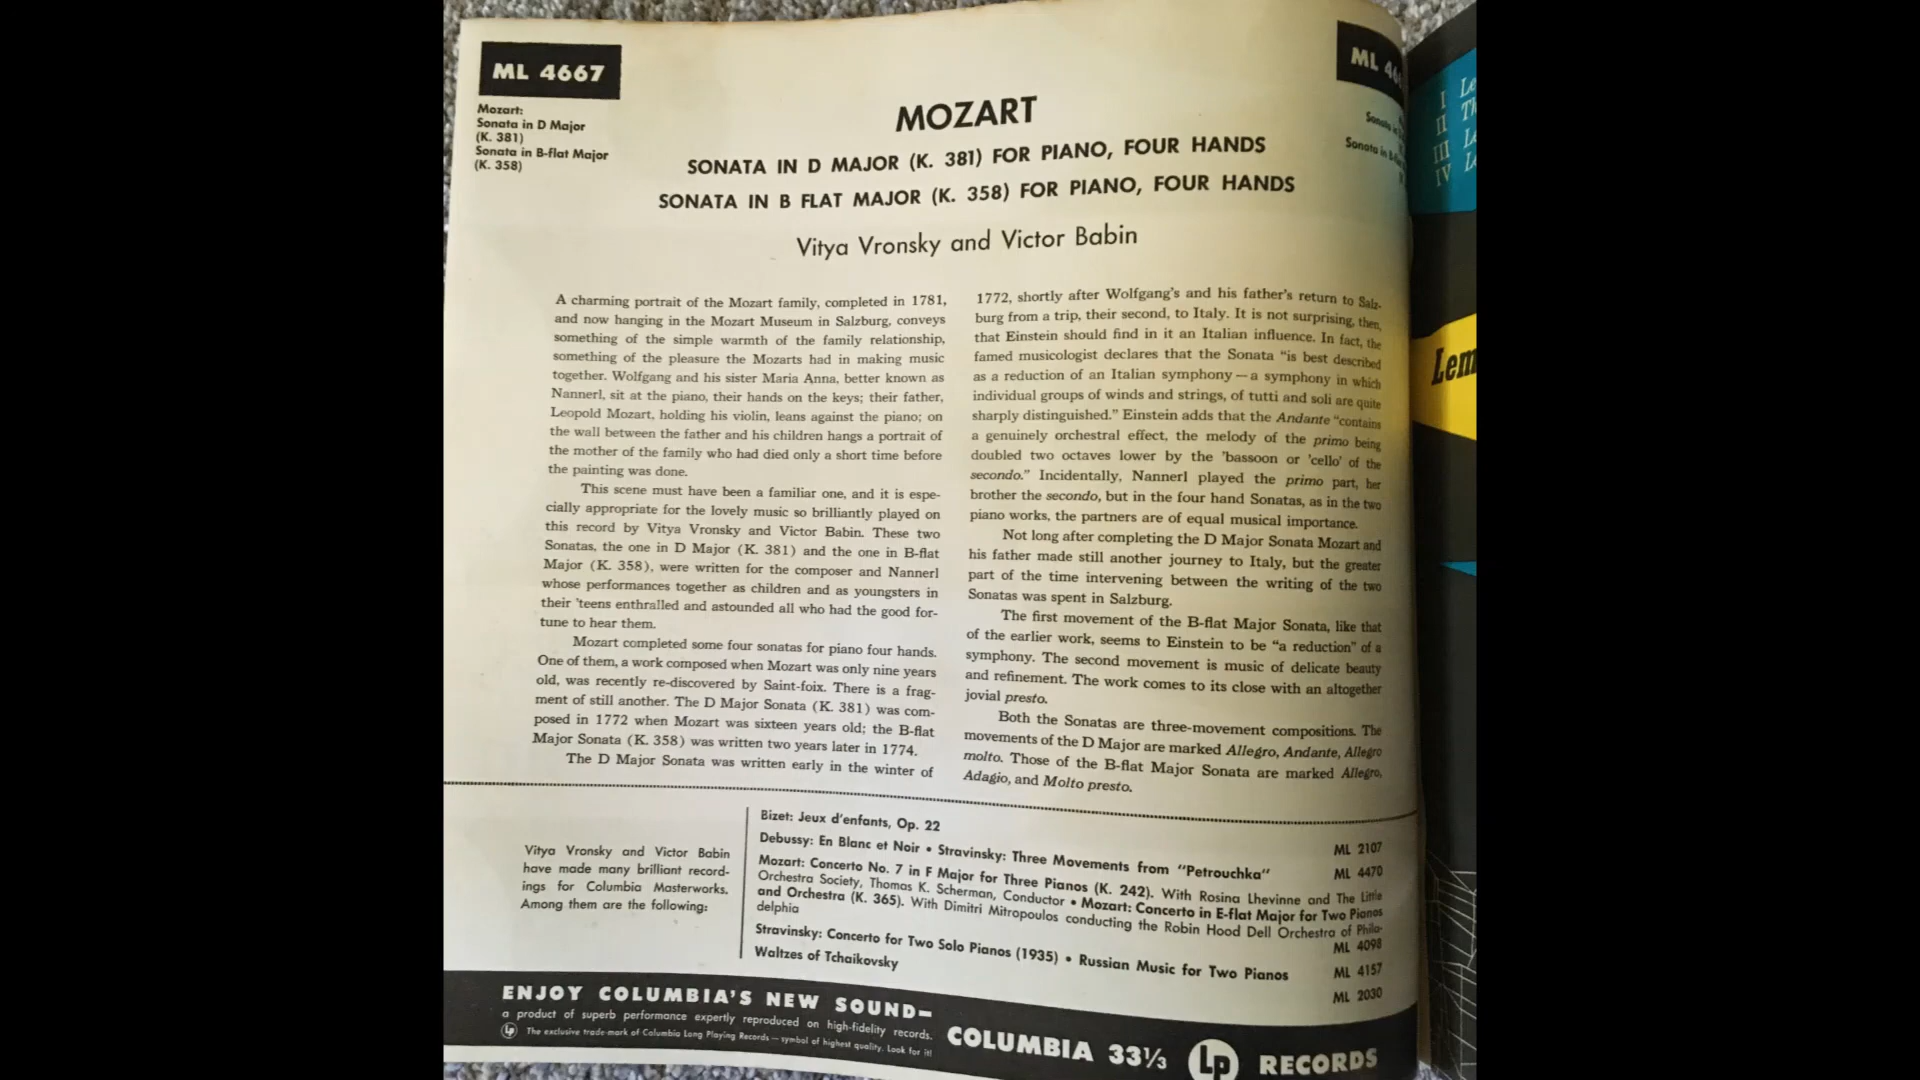 ML 4667
Mozart:
Sonata in D Major
(K. 381)
Sonata in B-flat Major
(K. 358)
ML 46
Sonata in
Sonata in B-fla
MOZART
SONATA IN D MAJOR (K. 381) FOR PIANO, FOUR HANDS
SONATA IN B FLAT MAJOR (K. 358) FOR PIANO, FOUR HANDS
Vitya Vronsky and Victor Babin
A charming portrait of the Mozart family, completed in 1781,
and now hanging in the Mozart Museum in Salzburg, conveys
something of the simple warmth of the family relationship,
something of the pleasure the Mozarts had in making music
together. Wolfgang and his sister Maria Anna, better known as
Nannerl, sit at the piano, their hands on the keys; their father,
Leopold Mozart, holding his violin, leans against the piano; on
the wall between the father and his children hangs a portrait of
the mother of the family who had died only a short time before
the painting was done.
This scene must have been a familiar one, and it is espe-
cially appropriate for the lovely music so brilliantly played on
this record by Vitya Vronsky and Victor Babin. These two
Sonatas, the one in D Major (K. 381) and the one in B-flat
Major (K. 358), were written for the composer and Nannerl
whose performances together as children and as youngsters in
their 'teens enthralled and astounded all who had the good for-
tune to hear them.
Mozart completed some four sonatas for piano four hands.
One of them, a work composed when Mozart was only nine years
old, was recently re-discovered by Saint-foix. There is a frag-
ment of still another. The D Major Sonata (K. 381) was com-
posed in 1772 when Mozart was sixteen years old; the B-flat
Major Sonata (K. 358) was written two years later in 1774.
The D Major Sonata was written early in the winter of
1772, shortly after Wolfgang's and his father's return to Salz-
burg from a trip, their second, to Italy. It is not surprising, then,
that Einstein should find in it an Italian influence. In fact, the
famed musicologist declares that the Sonata "is best described
as a reduction of an Italian symphony — a symphony in which
individual groups of winds and strings, of tutti and soli are quite
sharply distinguished." Einstein adds that the Andante "contains
a genuinely orchestral effect, the melody of the primo being
doubled two octaves lower by the 'bassoon or 'cello' of the
secondo." Incidentally, Nannerl played the primo part, her
brother the secondo, but in the four hand Sonatas, as in the two
piano works, the partners are of equal musical importance.
Not long after completing the D Major Sonata Mozart and
his father made still another journey to Italy, but the greater
part of the time intervening between the writing of the two
Sonatas was spent in Salzburg.
The first movement of the B-flat Major Sonata, like that
of the earlier work, seems to Einstein to be "a reduction" of a
symphony. The second movement is music of delicate beauty
and refinement. The work comes to its close with an altogether
jovial presto.
Both the Sonatas are three-movement compositions. The
movements of the D Major are marked Allegro, Andante, Allegro
molto. Those of the B-flat Major Sonata are marked Allegro,
Adagio, and Molto presto.
Vitya Vronsky and Victor Babin
have made many brilliant record-
ings for Columbia Masterworks.
Among them are the following:
Bizet: Jeux d'enfants, Op. 22 ML 2107
Debussy: En Blanc et Noir • Stravinsky: Three Movements from "Petrouchka" ML 4470
Mozart: Concerto No. 7 in F Major for Three Pianos (K. 242). With Rosina Lhevinne and The Little
Orchestra Society, Thomas K. Scherman, Conductor • Mozart: Concerto in E-flat Major for Two Pianos
and Orchestra (K. 365). With Dimitri Mitropoulos conducting the Robin Hood Dell Orchestra of Phila-
delphia ML 4098
Stravinsky: Concerto for Two Solo Pianos (1935) • Russian Music for Two Pianos ML 4157
Waltzes of Tchaikovsky ML 2030
ENJOY COLUMBIA'S NEW SOUND—
a product of superb performance expertly reproduced on high-fidelity records.
Lp The exclusive trade-mark of Columbia Long Playing Records — symbol of highest quality. Look for it!
COLUMBIA 33⅓ Lp RECORDS
I Le
II Th
III Le
IV Le
Lem